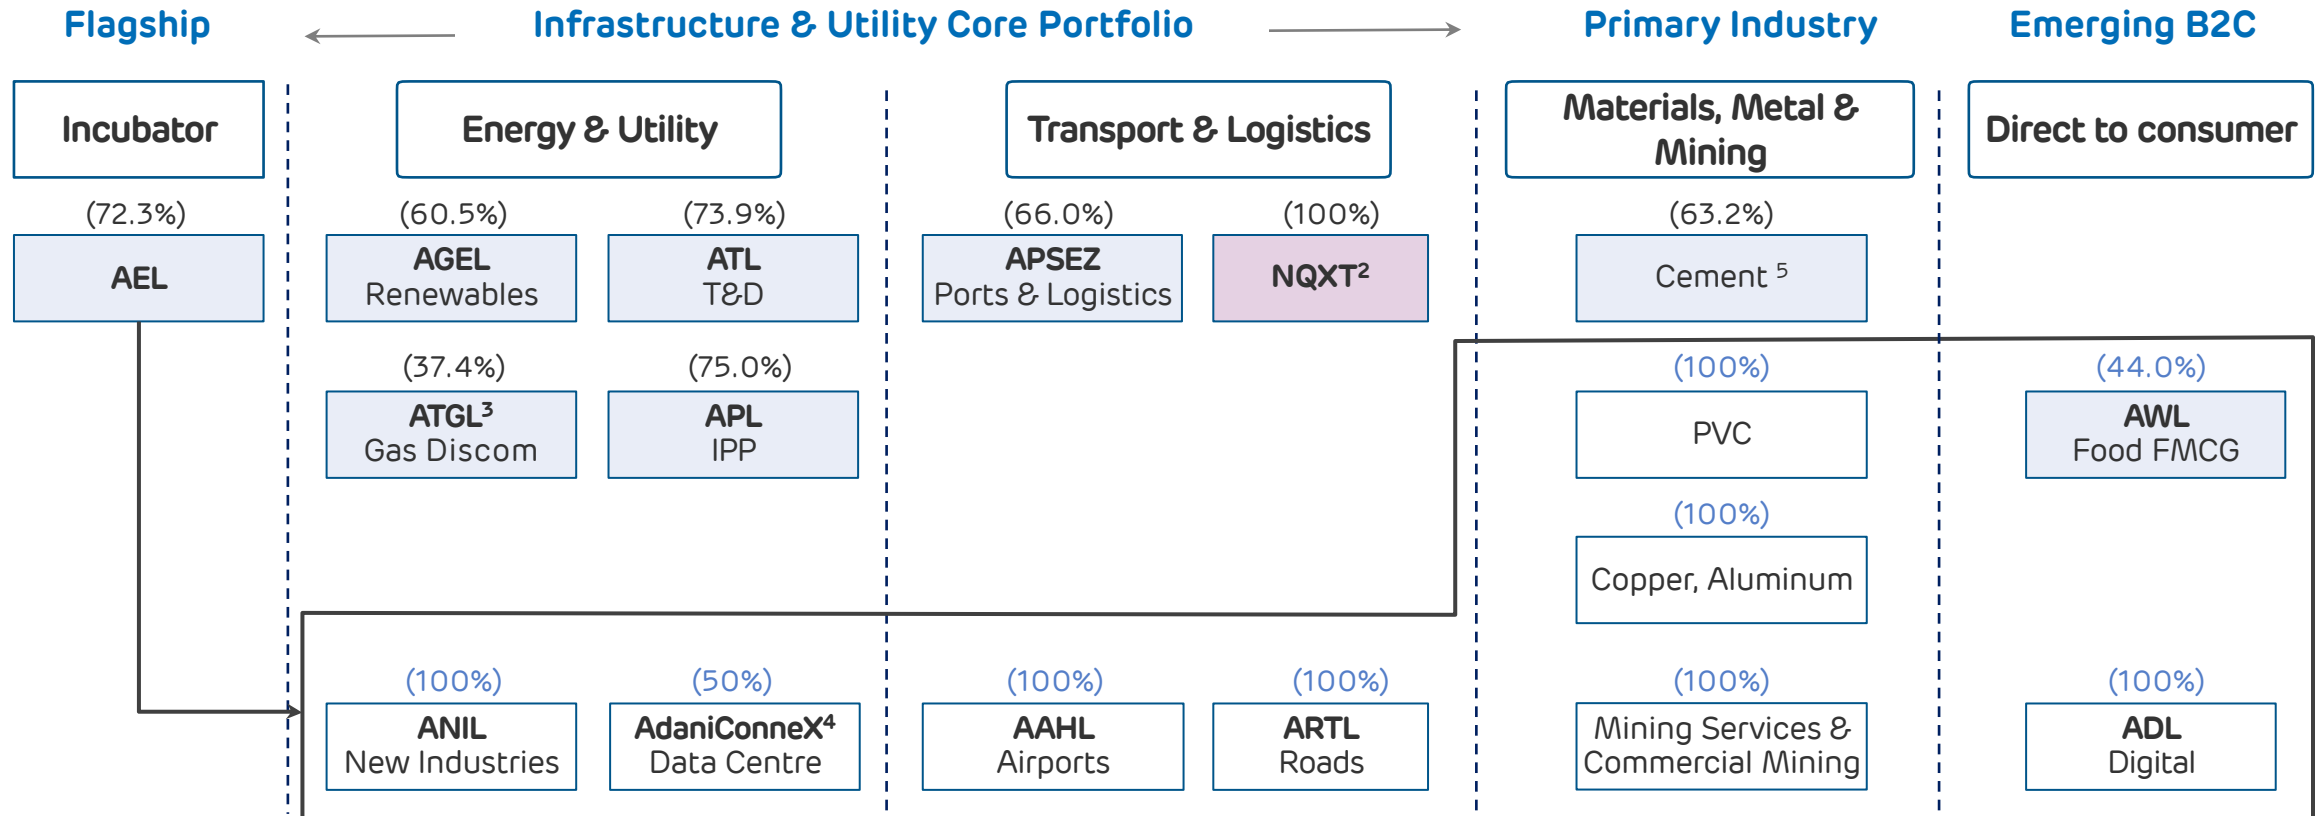 Flagship
Infrastructure & Utility Core Portfolio
Primary Industry
Emerging B2C
Incubator
Energy & Utility
Transport & Logistics
Materials, Metal &
Mining
Direct to consumer
(72.3%)
(60.5%)
(73.9%)
(66.0%)
(100%)
(63.2%)
AEL
AGEL
Renewables
ATL
T&D
APSEZ
Ports & Logistics
NQXT²
Cement ⁵
(37.4%)
(75.0%)
(100%)
(44.0%)
ATGL³
Gas Discom
APL
IPP
PVC
AWL
Food FMCG
(100%)
Copper, Aluminum
(100%)
(50%)
(100%)
(100%)
(100%)
(100%)
ANIL
New Industries
AdaniConneX⁴
Data Centre
AAHL
Airports
ARTL
Roads
Mining Services &
Commercial Mining
ADL
Digital